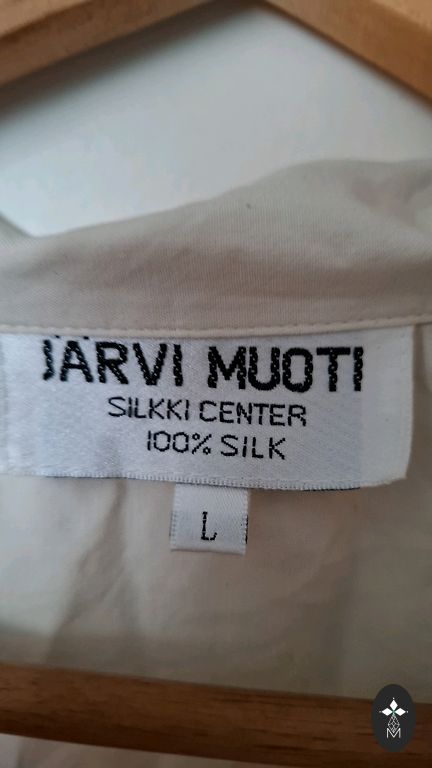 JÄRVI MUOTI
SILKKI CENTER
100% SILK
L
M